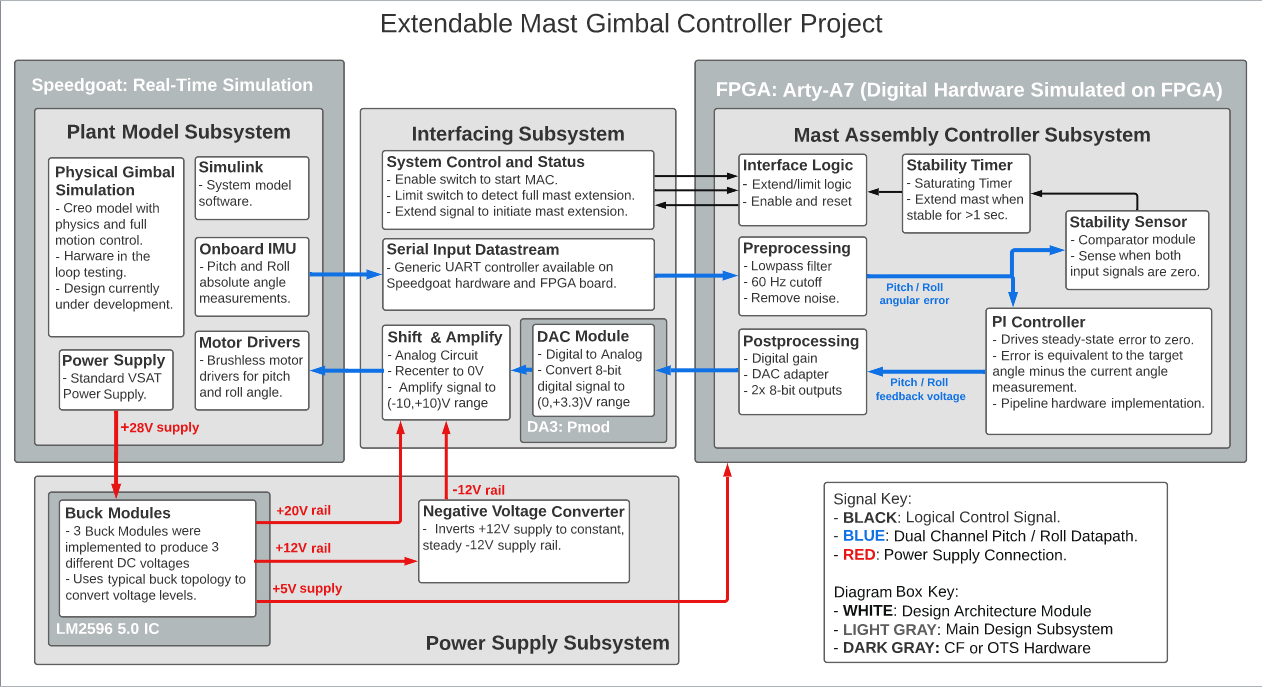 Extendable Mast Gimbal Controller Project
Speedgoat: Real-Time Simulation
Plant Model Subsystem
Physical Gimbal
Simulation
- Creo model with
physics and full
motion control.
- Harware in the
loop testing.
- Design currently
under development.
Simulink
- System model
software.
Onboard IMU
- Pitch and Roll
absolute angle
measurements.
Motor Drivers
- Brushless motor
drivers for pitch
and roll angle.
Power Supply
- Standard VSAT
Power Supply.
+28V supply
Interfacing Subsystem
System Control and Status
- Enable switch to start MAC.
- Limit switch to detect full mast extension.
- Extend signal to initiate mast extension.
Serial Input Datastream
- Generic UART controller available on
Speedgoat hardware and FPGA board.
Shift & Amplify
- Analog Circuit
- Recenter to 0V
- Amplify signal to
(-10,+10)V range
DAC Module
- Digital to Analog
- Convert 8-bit
digital signal to
(0,+3.3)V range
DA3: Pmod
FPGA: Arty-A7 (Digital Hardware Simulated on FPGA)
Mast Assembly Controller Subsystem
Interface Logic
- Extend/limit logic
- Enable and reset
Stability Timer
- Saturating Timer
- Extend mast when
stable for >1 sec.
Stability Sensor
- Comparator module
- Sense when both
input signals are zero.
Preprocessing
- Lowpass filter
- 60 Hz cutoff
- Remove noise.
Pitch / Roll
angular error
PI Controller
- Drives steady-state error to zero.
- Error is equivalent to the target
angle minus the current angle
measurement.
- Pipeline hardware implementation.
Postprocessing
- Digital gain
- DAC adapter
- 2x 8-bit outputs
Pitch / Roll
feedback voltage
Buck Modules
- 3 Buck Modules were
implemented to produce 3
different DC voltages
- Uses typical buck topology to
convert voltage levels.
LM2596 5.0 IC
+20V rail
+12V rail
+5V supply
-12V rail
Negative Voltage Converter
- Inverts +12V supply to constant,
steady -12V supply rail.
Power Supply Subsystem
Signal Key:
- BLACK: Logical Control Signal.
- BLUE: Dual Channel Pitch / Roll Datapath.
- RED: Power Supply Connection.
Diagram Box Key:
- WHITE: Design Architecture Module
- LIGHT GRAY: Main Design Subsystem
- DARK GRAY: CF or OTS Hardware